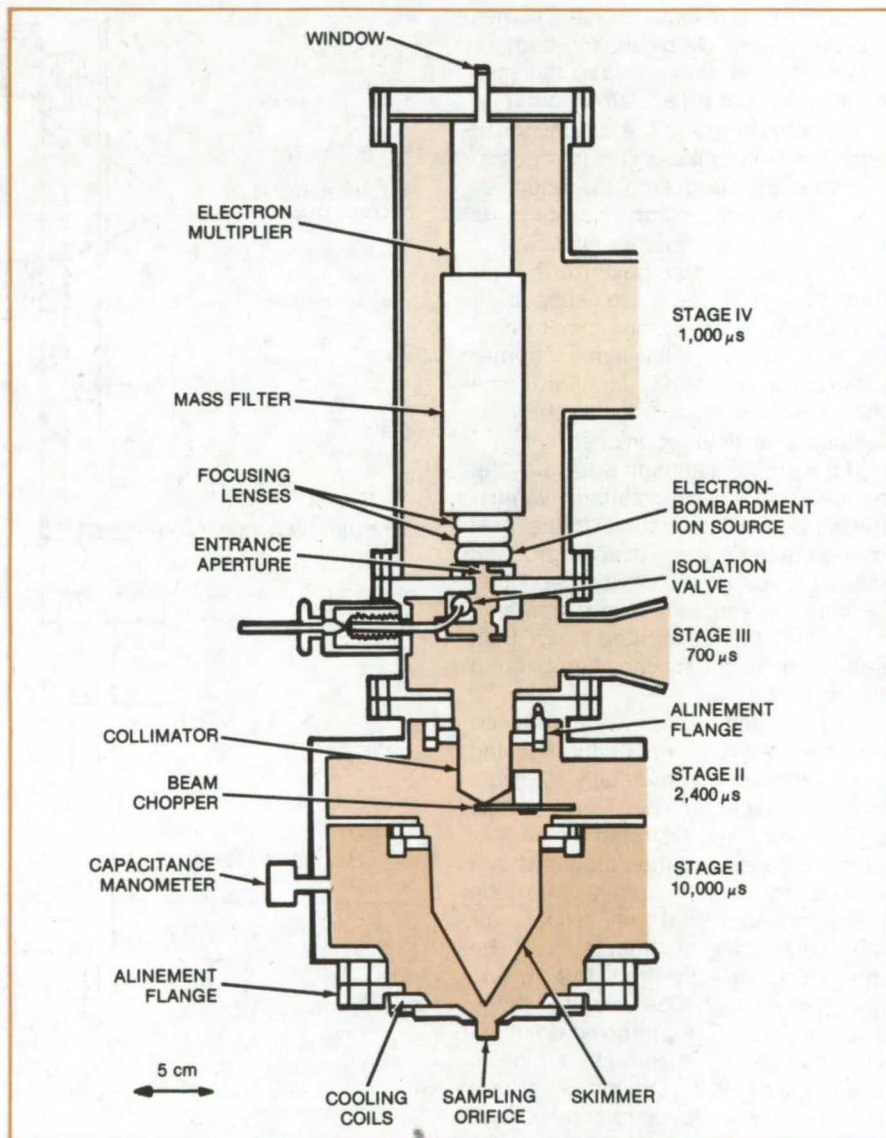 WINDOW
ELECTRON
MULTIPLIER
STAGE IV
1,000 µs
MASS FILTER
FOCUSING
LENSES
ELECTRON-
BOMBARDMENT
ION SOURCE
ENTRANCE
APERTURE
ISOLATION
VALVE
STAGE III
700 µs
ALINEMENT
FLANGE
COLLIMATOR
STAGE II
2,400 µs
BEAM
CHOPPER
CAPACITANCE
MANOMETER
STAGE I
10,000 µs
ALINEMENT
FLANGE
5 cm
COOLING
COILS
SAMPLING
ORIFICE
SKIMMER